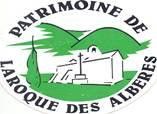 PATRIMOINE DE
LAROQUE DES ALBERES